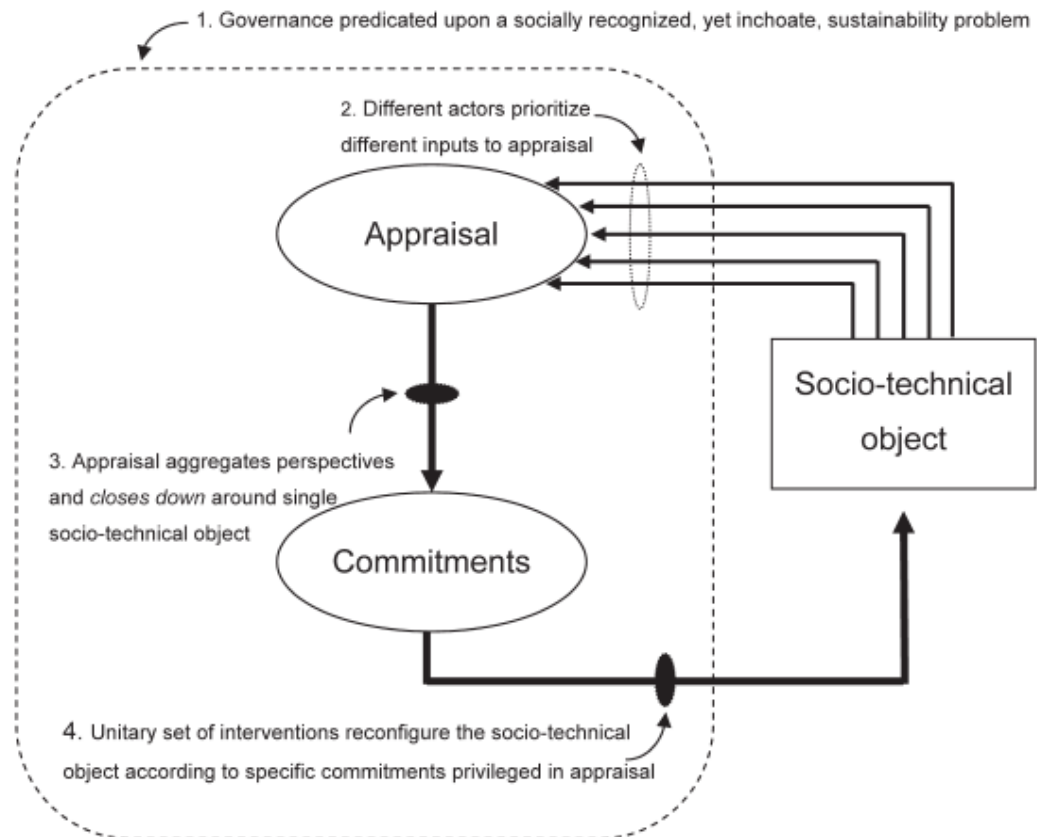 1. Governance predicated upon a socially recognized, yet inchoate, sustainability problem
2. Different actors prioritize
different inputs to appraisal
Appraisal
Socio-technical
object
3. Appraisal aggregates perspectives
and closes down around single
socio-technical object
Commitments
4. Unitary set of interventions reconfigure the socio-technical
object according to specific commitments privileged in appraisal